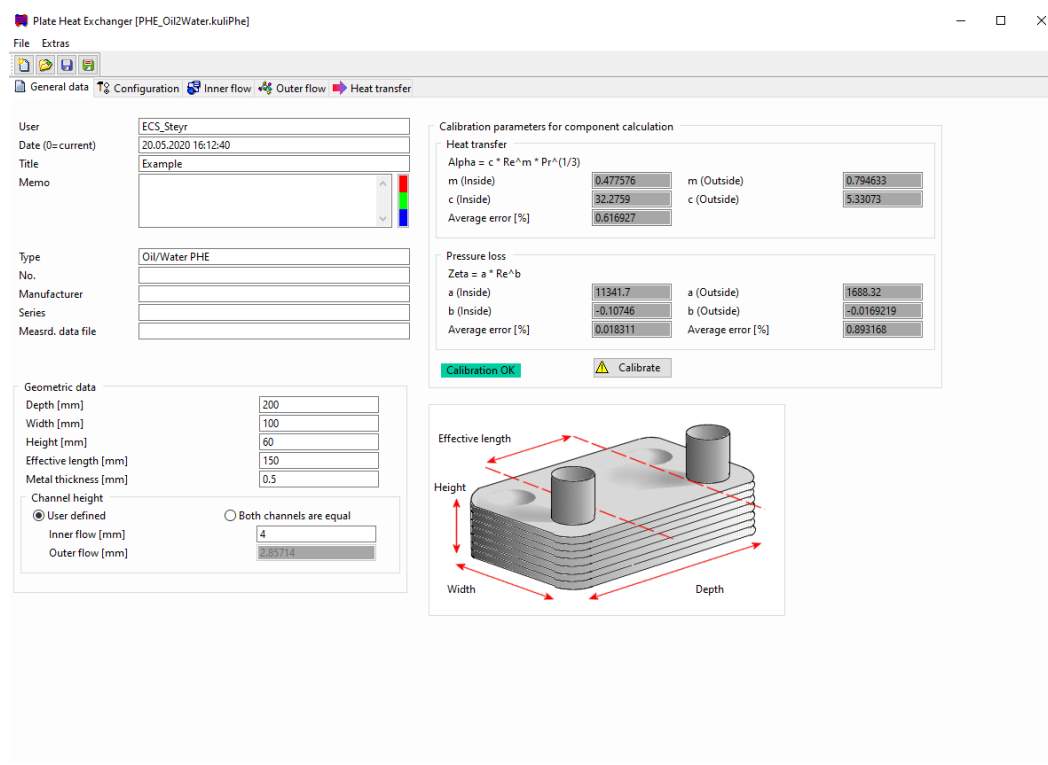 Plate Heat Exchanger [PHE_Oil2Water.kuliPhe]
File Extras
General data Configuration Inner flow Outer flow Heat transfer
User ECS_Steyr
Date (0=current) 20.05.2020 16:12:40
Title Example
Memo
Type Oil/Water PHE
No.
Manufacturer
Series
Measrd. data file
Geometric data
Depth [mm] 200
Width [mm] 100
Height [mm] 60
Effective length [mm] 150
Metal thickness [mm] 0.5
Channel height
User defined Both channels are equal
Inner flow [mm] 4
Outer flow [mm] 2.85714
Calibration parameters for component calculation
Heat transfer
Alpha = c * Re^m * Pr^(1/3)
m (Inside) 0.477576 m (Outside) 0.794633
c (Inside) 32.2759 c (Outside) 5.33073
Average error [%] 0.616927
Pressure loss
Zeta = a * Re^b
a (Inside) 11341.7 a (Outside) 1688.32
b (Inside) -0.10746 b (Outside) -0.0169219
Average error [%] 0.018311 Average error [%] 0.893168
Calibration OK Calibrate
Effective length
Height
Width Depth